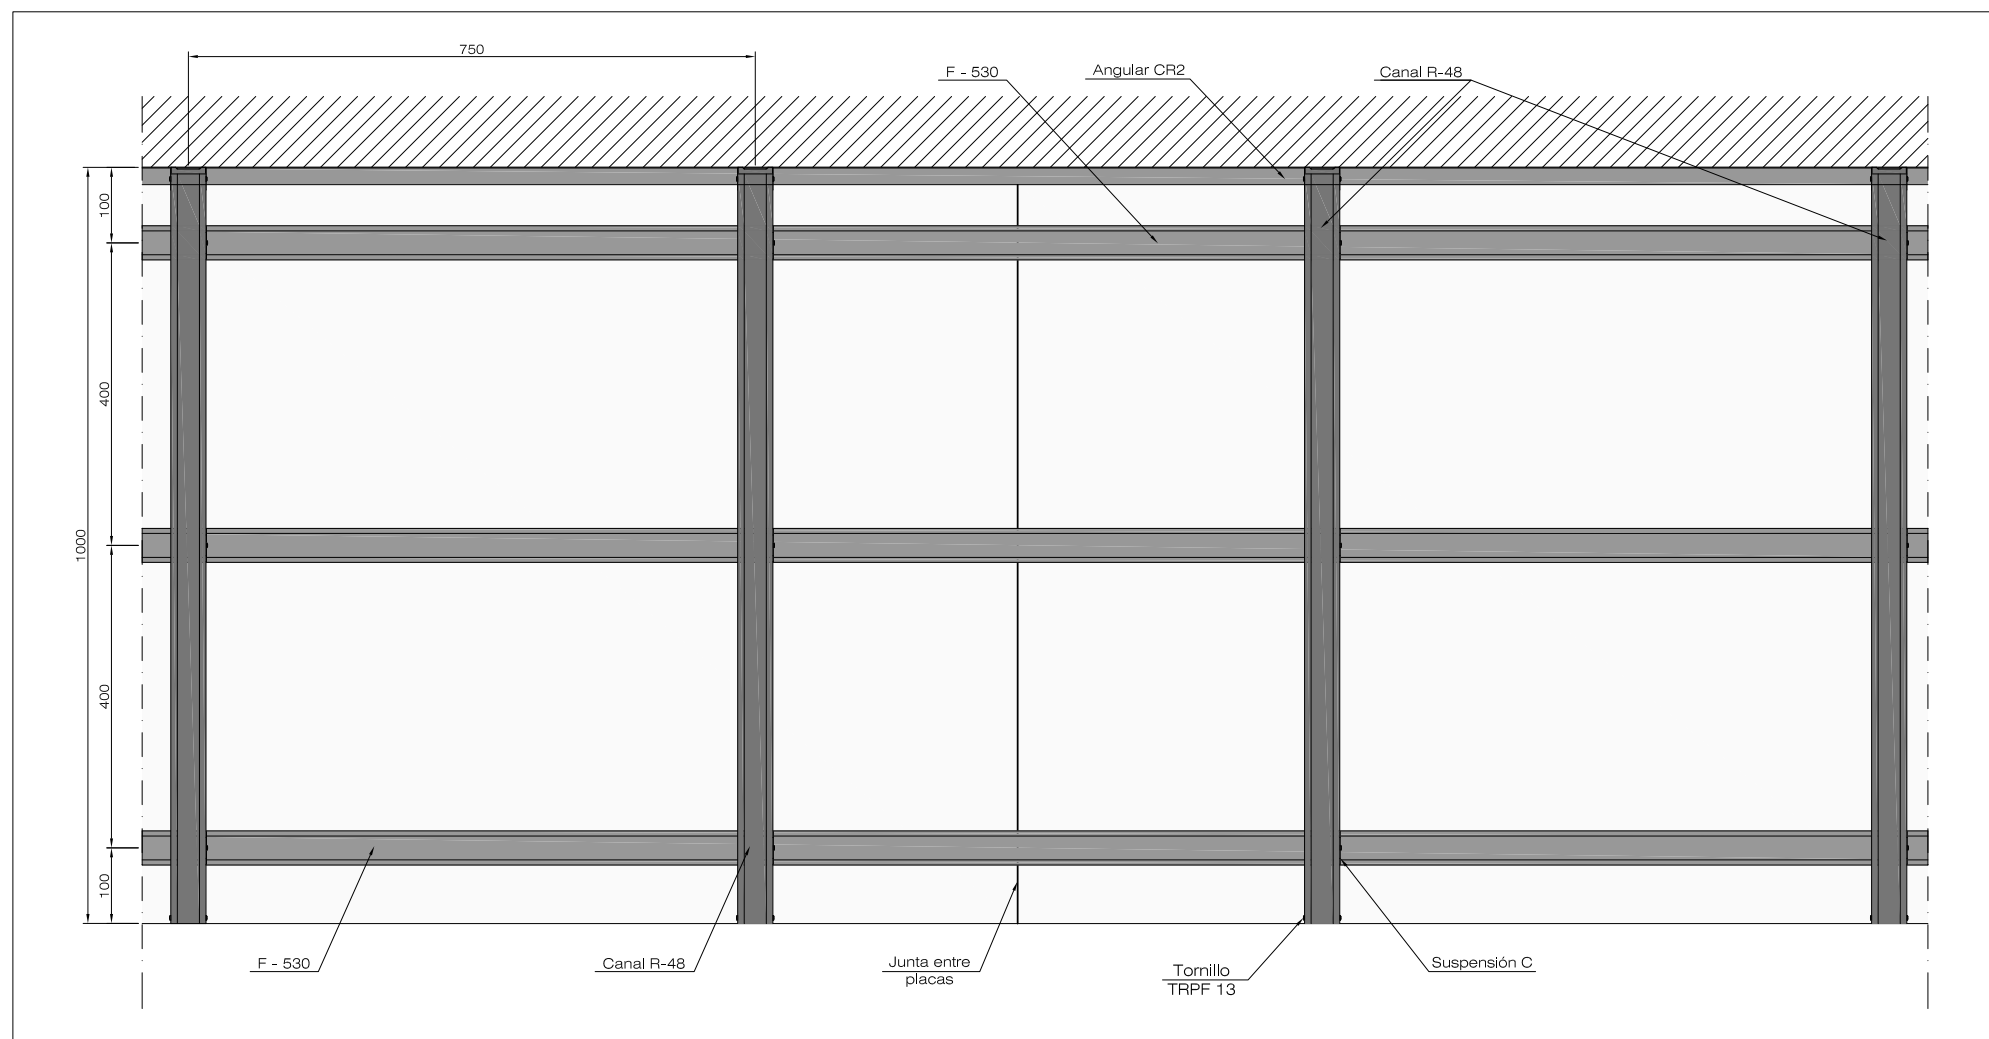 750
F - 530
Angular CR2
Canal R-48
100
400
1000
400
100
F - 530
Canal R-48
Junta entre
placas
Tornillo
TRPF 13
Suspensión C